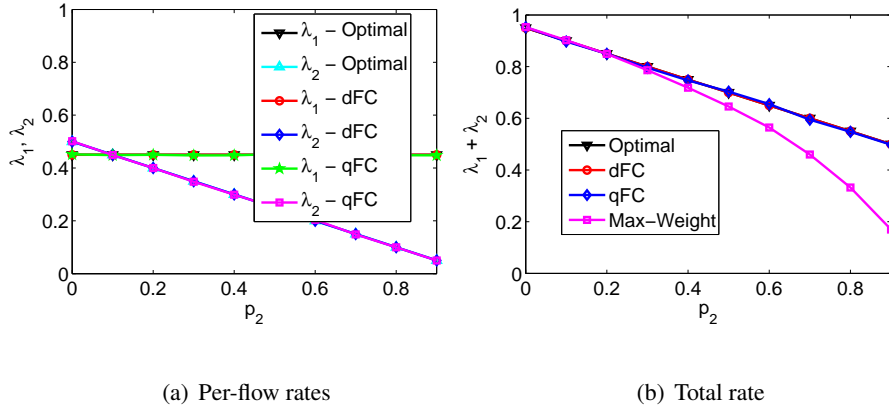 1
0.8
0.6
0.4
0.2
0
λ1, λ2
0 0.2 0.4 0.6 0.8
p2
λ1 − Optimal
λ2 − Optimal
λ1 − dFC
λ2 − dFC
λ1 − qFC
λ2 − qFC
(a) Per-flow rates
1
0.8
0.6
0.4
0.2
0
λ1 + λ2
0 0.2 0.4 0.6 0.8
p2
Optimal
dFC
qFC
Max−Weight
(b) Total rate